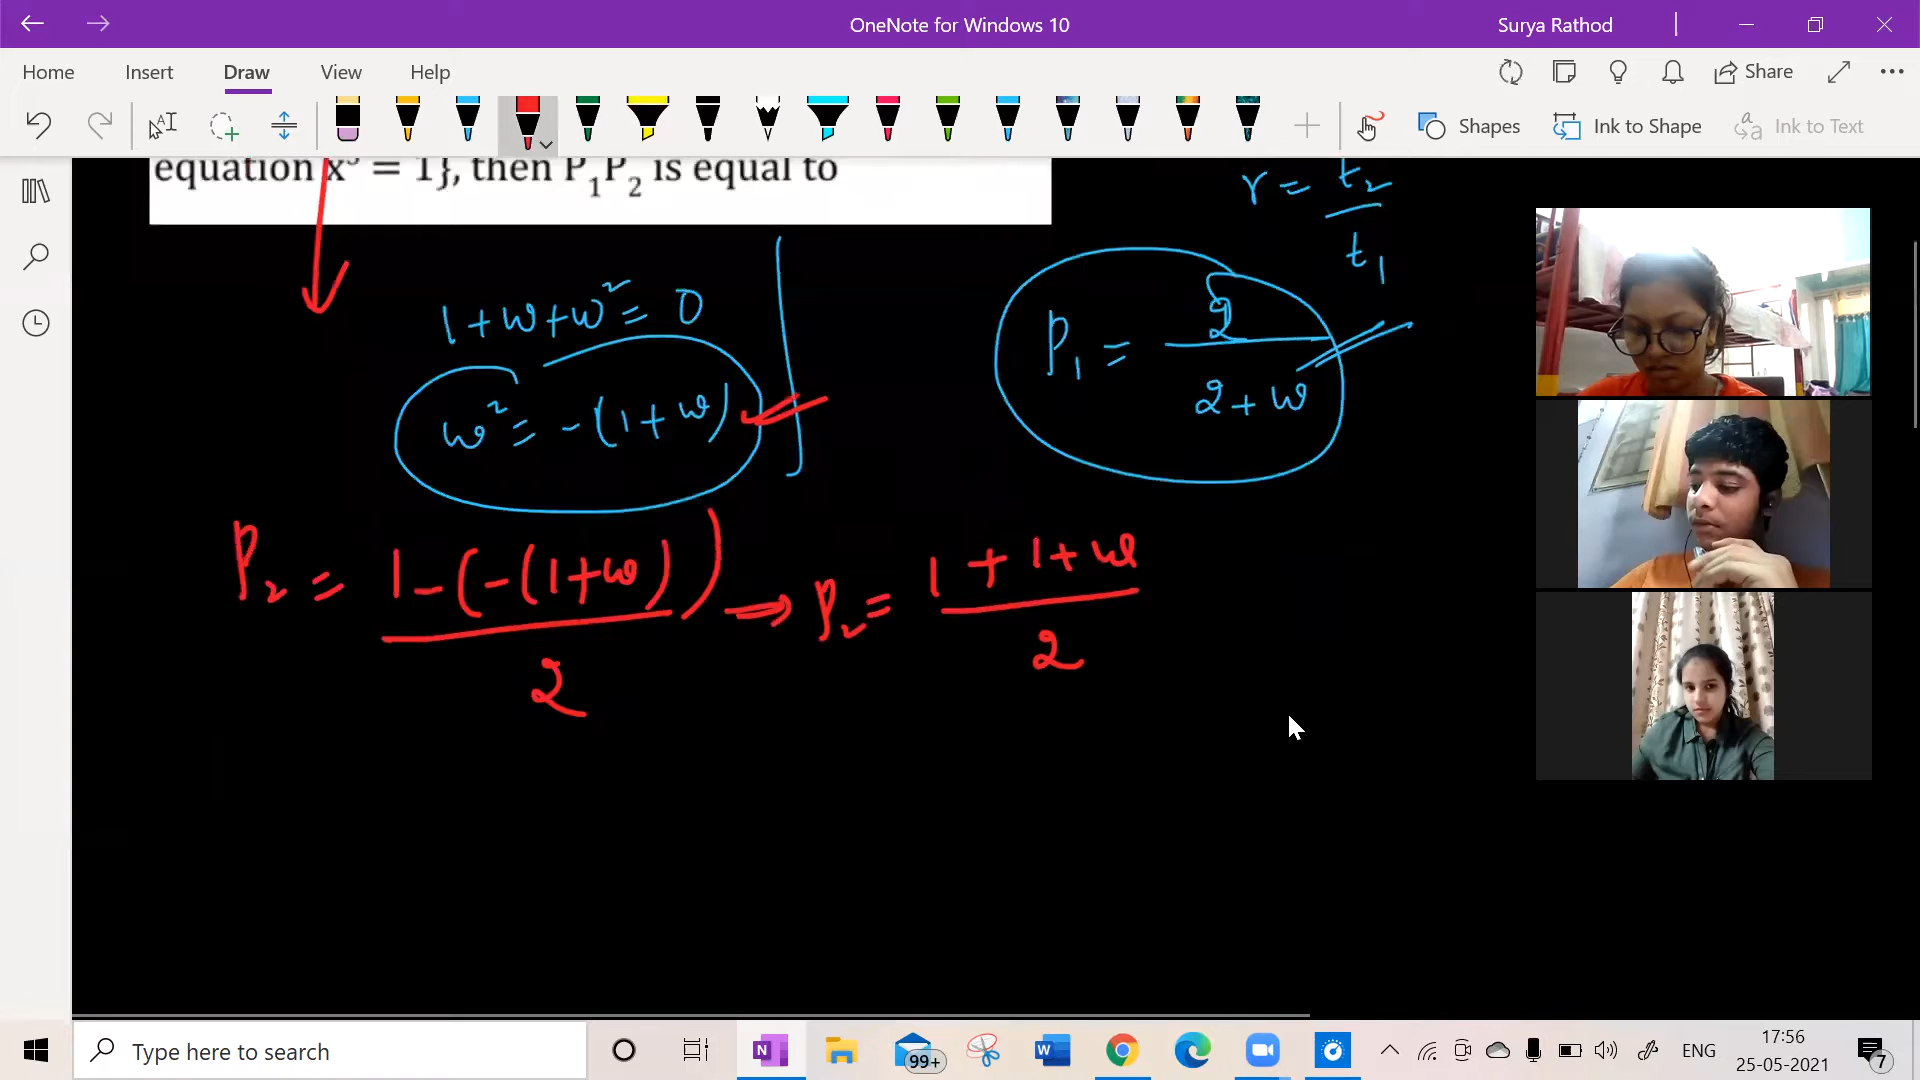 OneNote for Windows 10
Surya Rathod
Home Insert Draw View Help
Share
Shapes Ink to Shape Ink to Text
equation x³ = 1}, then P₁P₂ is equal to
r = t₂/t₁
1 + ω + ω² = 0
ω² = -(1 + ω)
P₁ = 2/(2 + ω)
P₂ = (1 - (-(1 + ω)))/2 ⇒ P₂ = (1 + 1 + ω)/2
Type here to search
99+
ENG
17:56
25-05-2021
7